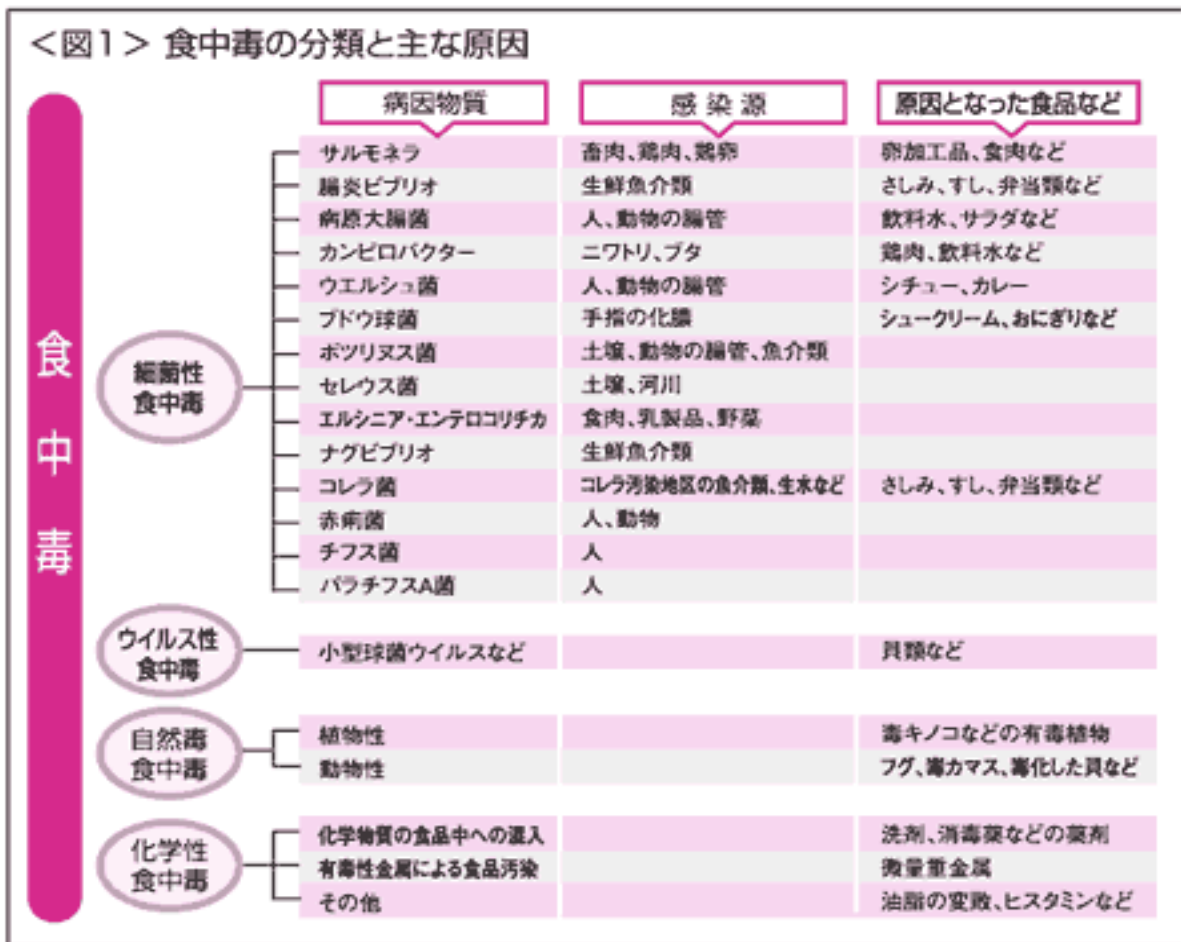 ＜図1＞ 食中毒の分類と主な原因
病因物質 感染源 原因となった食品など
食中毒
細菌性
食中毒
サルモネラ 畜肉、鶏肉、鶏卵 卵加工品、食肉など
腸炎ビブリオ 生鮮魚介類 さしみ、すし、弁当類など
病原大腸菌 人、動物の腸管 飲料水、サラダなど
カンピロバクター ニワトリ、ブタ 鶏肉、飲料水など
ウエルシュ菌 人、動物の腸管 シチュー、カレー
ブドウ球菌 手指の化膿 シュークリーム、おにぎりなど
ボツリヌス菌 土壌、動物の腸管、魚介類
セレウス菌 土壌、河川
エルシニア・エンテロコリチカ 食肉、乳製品、野菜
ナグビブリオ 生鮮魚介類
コレラ菌 コレラ汚染地区の魚介類、生水など さしみ、すし、弁当類など
赤痢菌 人、動物
チフス菌 人
パラチフスA菌 人
ウイルス性
食中毒
小型球菌ウイルスなど 貝類など
自然毒
食中毒
植物性 毒キノコなどの有毒植物
動物性 フグ、毒カマス、毒化した貝など
化学性
食中毒
化学物質の食品中への混入 洗剤、消毒薬などの薬剤
有毒性金属による食品汚染 微量重金属
その他 油脂の変敗、ヒスタミンなど